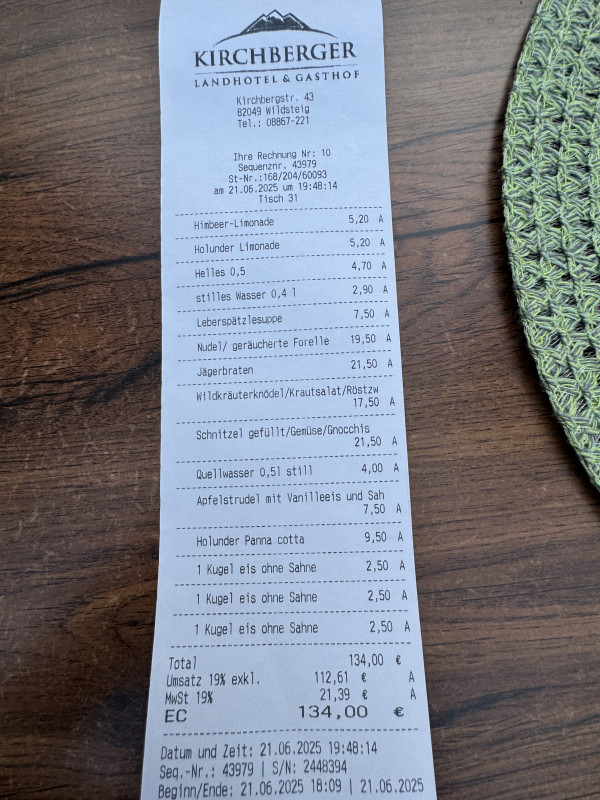 KIRCHBERGER
LANDHOTEL & GASTHOF
Kirchbergstr. 43
82049 Wildsteig
Tel.: 08867-221
Ihre Rechnung Nr: 10
Sequenznr. 43979
St-Nr.:168/204/60093
am 21.06.2025 um 19:48:14
Tisch 31
Himbeer-Limonade 5,20 A
Holunder Limonade 5,20 A
Helles 0,5 4,70 A
stilles Wasser 0,4 l 2,90 A
Leberspätzlesuppe 7,50 A
Nudel/ geräucherte Forelle 19,50 A
Jägerbraten 21,50 A
Wildkräuterknödel/Krautsalat/Röstzw
17,50 A
Schnitzel gefüllt/Gemüse/Gnocchis
21,50 A
Quellwasser 0,5l still 4,00 A
Apfelstrudel mit Vanilleeis und Sah
7,50 A
Holunder Panna cotta 9,50 A
1 Kugel eis ohne Sahne 2,50 A
1 Kugel eis ohne Sahne 2,50 A
1 Kugel eis ohne Sahne 2,50 A
Total 134,00 €
Umsatz 19% exkl. 112,61 € A
MwSt 19% 21,39 € A
EC 134,00 €
Datum und Zeit: 21.06.2025 19:48:14
Seq.-Nr.: 43979 | S/N: 2448394
Beginn/Ende: 21.06.2025 18:09 | 21.06.2025